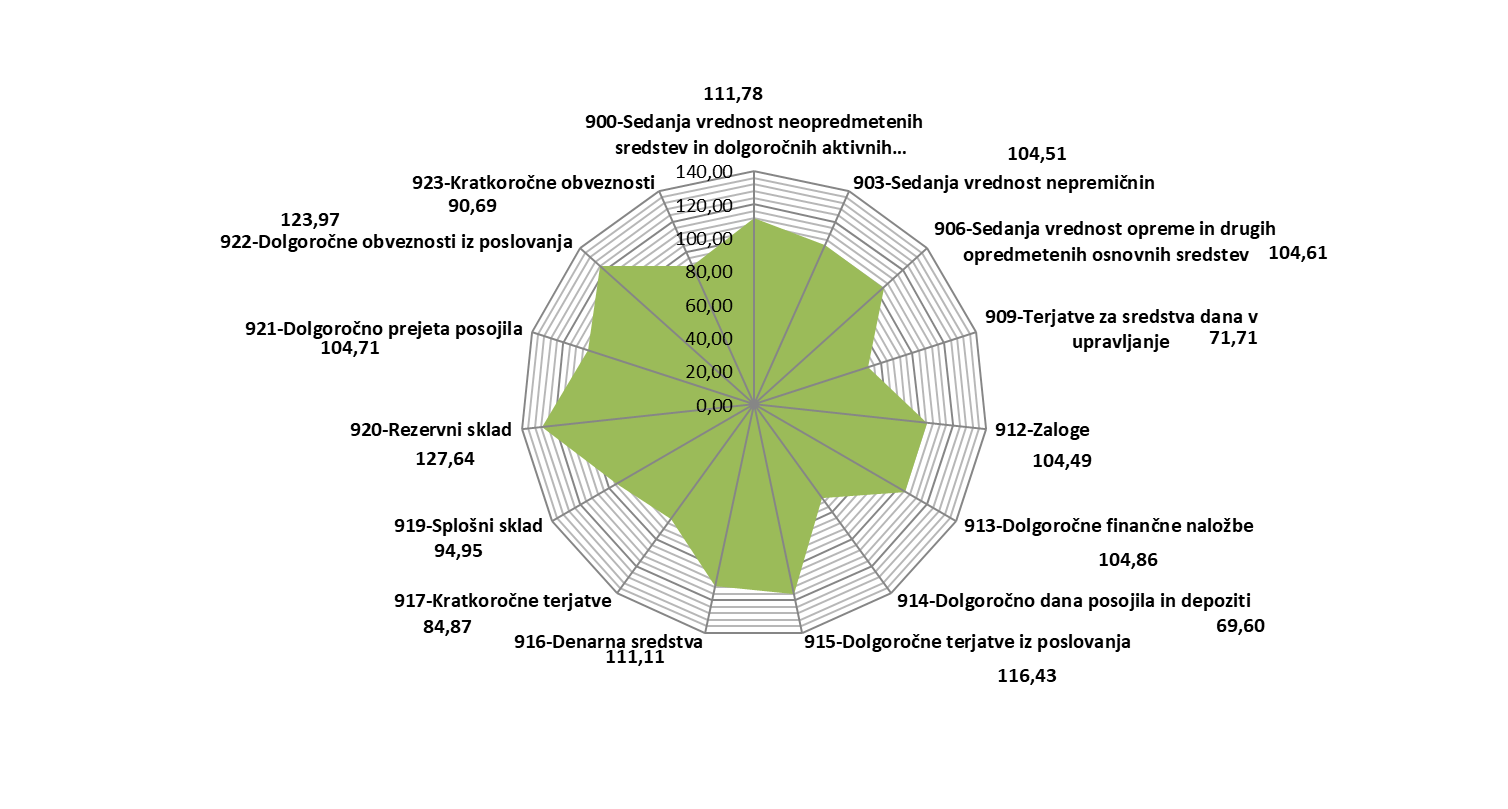 111,78
900-Sedanja vrednost neopredmetenih
sredstev in dolgoročnih aktivnih...
104,51
903-Sedanja vrednost nepremičnin
906-Sedanja vrednost opreme in drugih
opredmetenih osnovnih sredstev
104,61
909-Terjatve za sredstva dana v
upravljanje
71,71
912-Zaloge
104,49
913-Dolgoročne finančne naložbe
104,86
914-Dolgoročno dana posojila in depoziti
69,60
915-Dolgoročne terjatve iz poslovanja
116,43
916-Denarna sredstva
111,11
917-Kratkoročne terjatve
84,87
919-Splošni sklad
94,95
920-Rezervni sklad
127,64
921-Dolgoročno prejeta posojila
104,71
123,97
922-Dolgoročne obveznosti iz poslovanja
923-Kratkoročne obveznosti
90,69
140,00
120,00
100,00
80,00
60,00
40,00
20,00
0,00